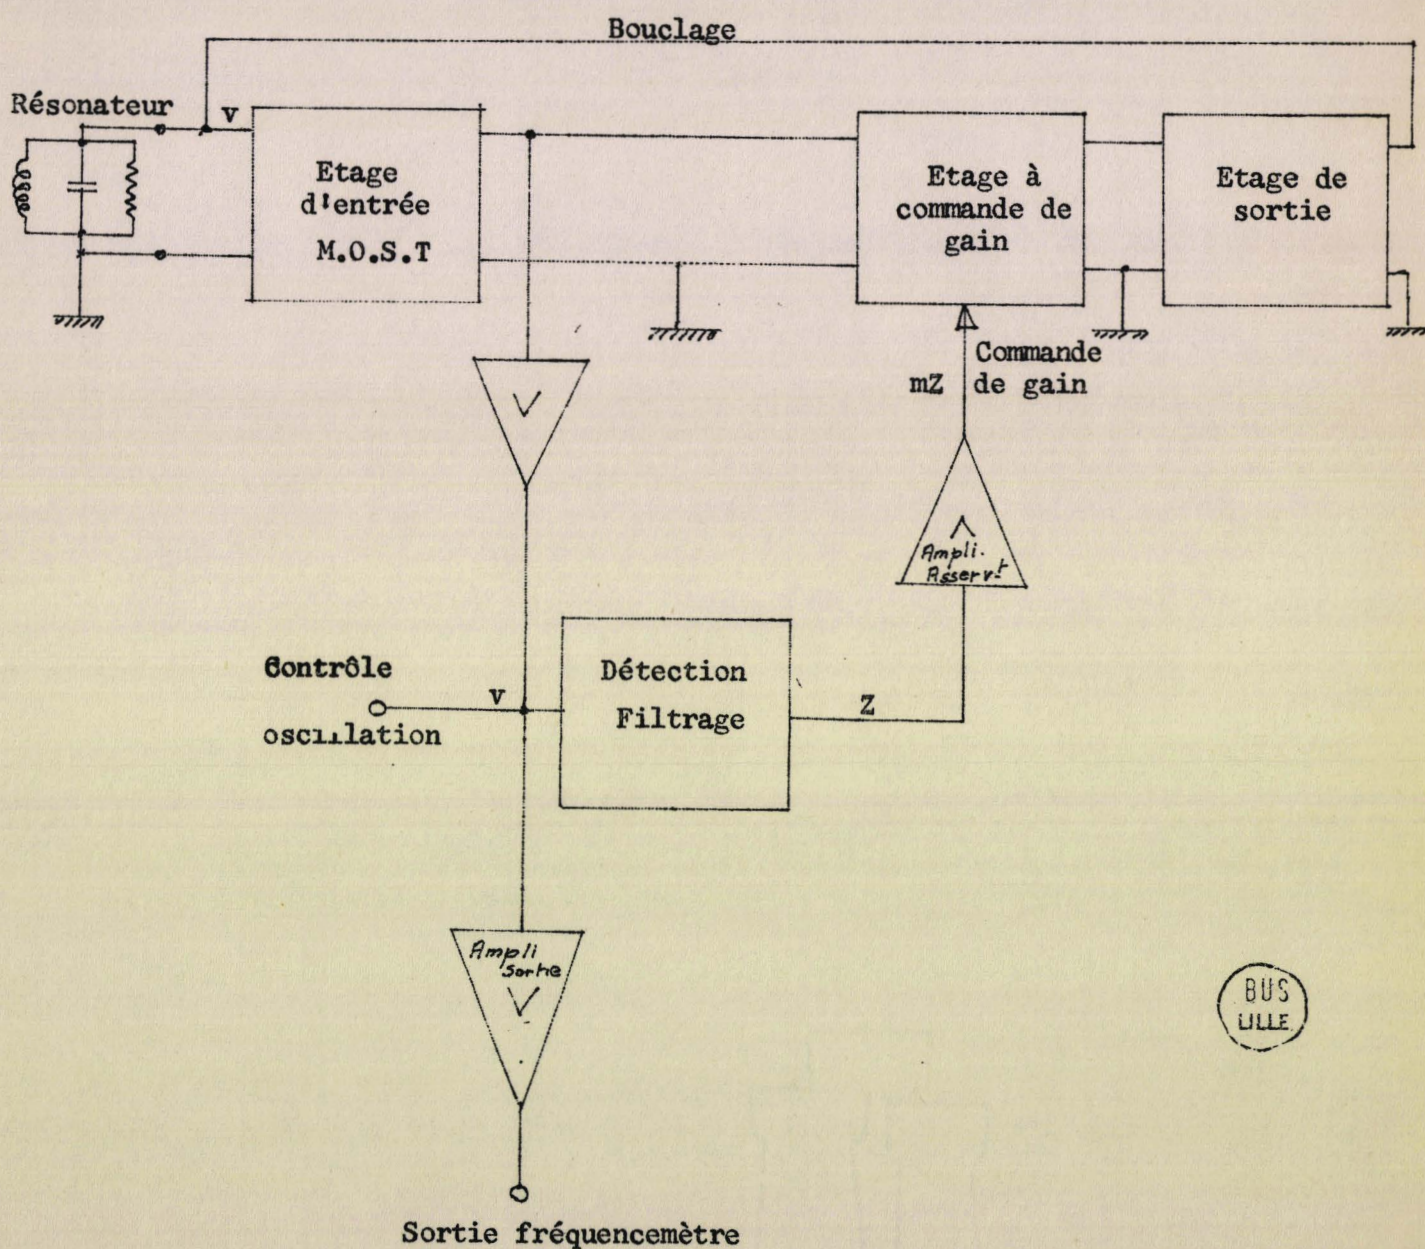 Bouclage
Résonateur
v
Etage
d'entrée
M.O.S.T
Etage à
commande de
gain
Etage de
sortie
Commande
mZ de gain
Ampli.
Asservt
Contrôle
v
oscillation
Détection
Filtrage
Z
Ampli
sortie
BUS
LILLE
Sortie fréquencemètre